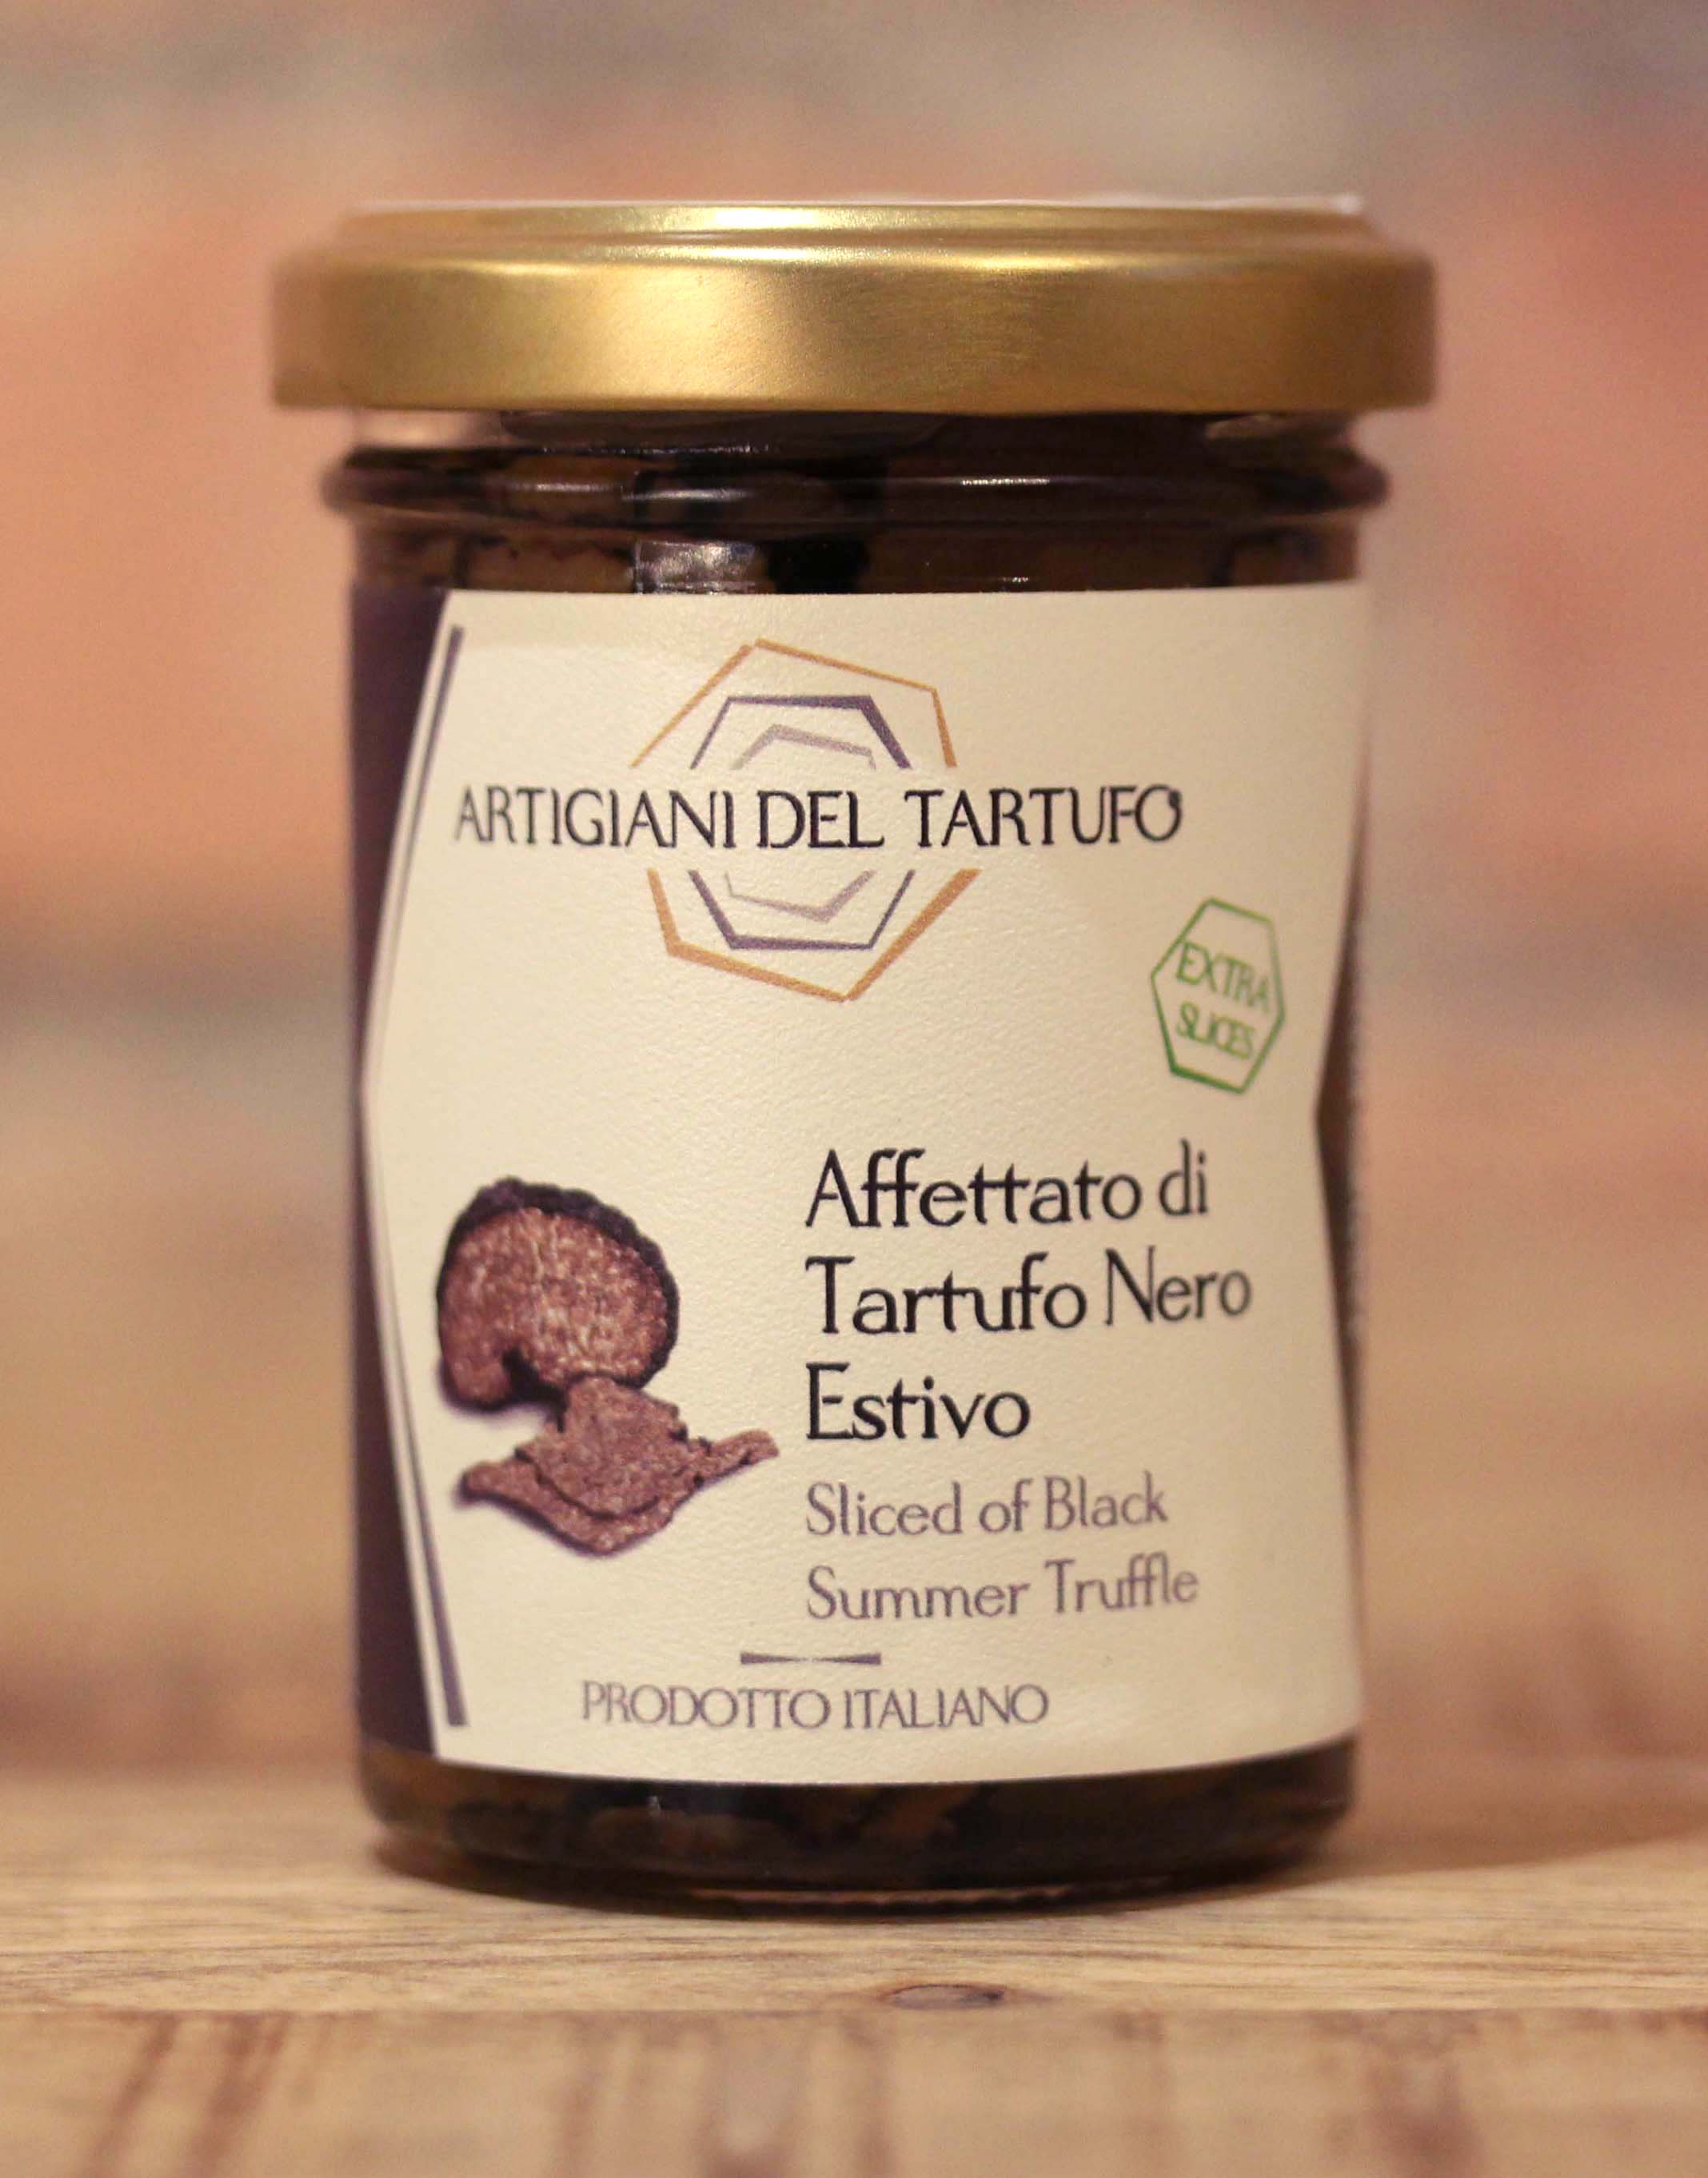 ARTIGIANI DEL TARTUFO
EXTRA
SLICES
Affettato di
Tartufo Nero
Estivo
Sliced of Black
Summer Truffle
PRODOTTO ITALIANO